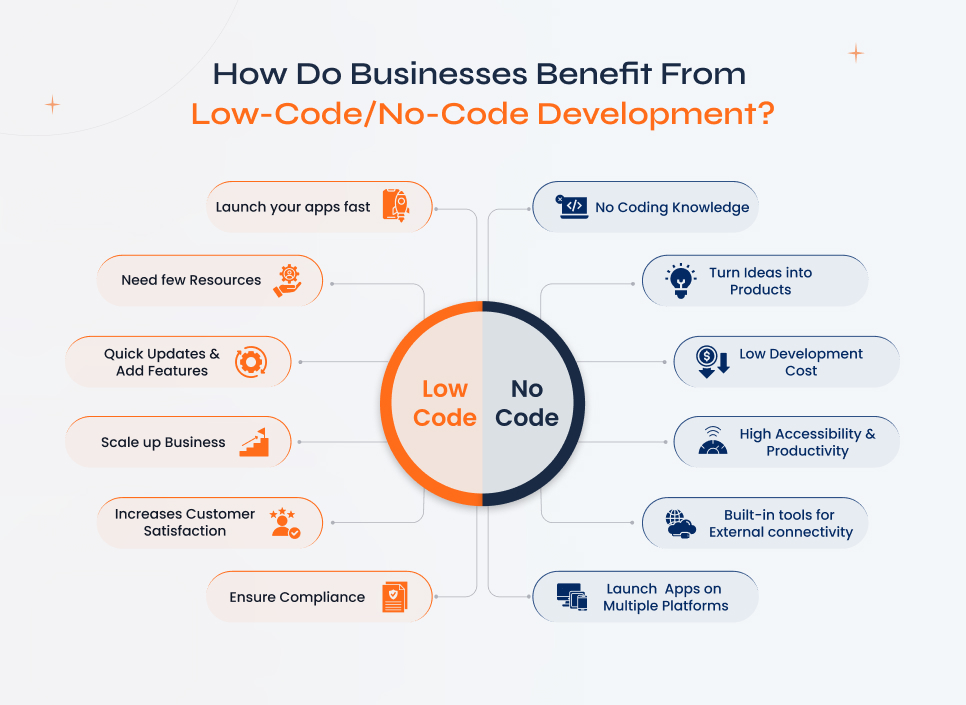 How Do Businesses Benefit From
Low-Code/No-Code Development?
Launch your apps fast
Need few Resources
Quick Updates &
Add Features
Scale up Business
Increases Customer
Satisfaction
Ensure Compliance
Low
Code
No
Code
</>
No Coding Knowledge
Turn Ideas into
Products
$
Low Development
Cost
High Accessibility &
Productivity
Built-in tools for
External connectivity
Launch Apps on
Multiple Platforms